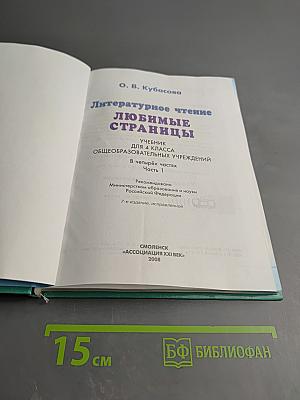 О. В. Кубасова
Литературное чтение
ЛЮБИМЫЕ
СТРАНИЦЫ
УЧЕБНИК
ДЛЯ 4 КЛАССА
ОБЩЕОБРАЗОВАТЕЛЬНЫХ УЧРЕЖДЕНИЙ
В четырёх частях
Часть 1
Рекомендовано
Министерством образования и науки
Российской Федерации
7-е издание, исправленное
СМОЛЕНСК
«АССОЦИАЦИЯ XXI ВЕК»
2008
15 см
БФ БИБЛИОФАН